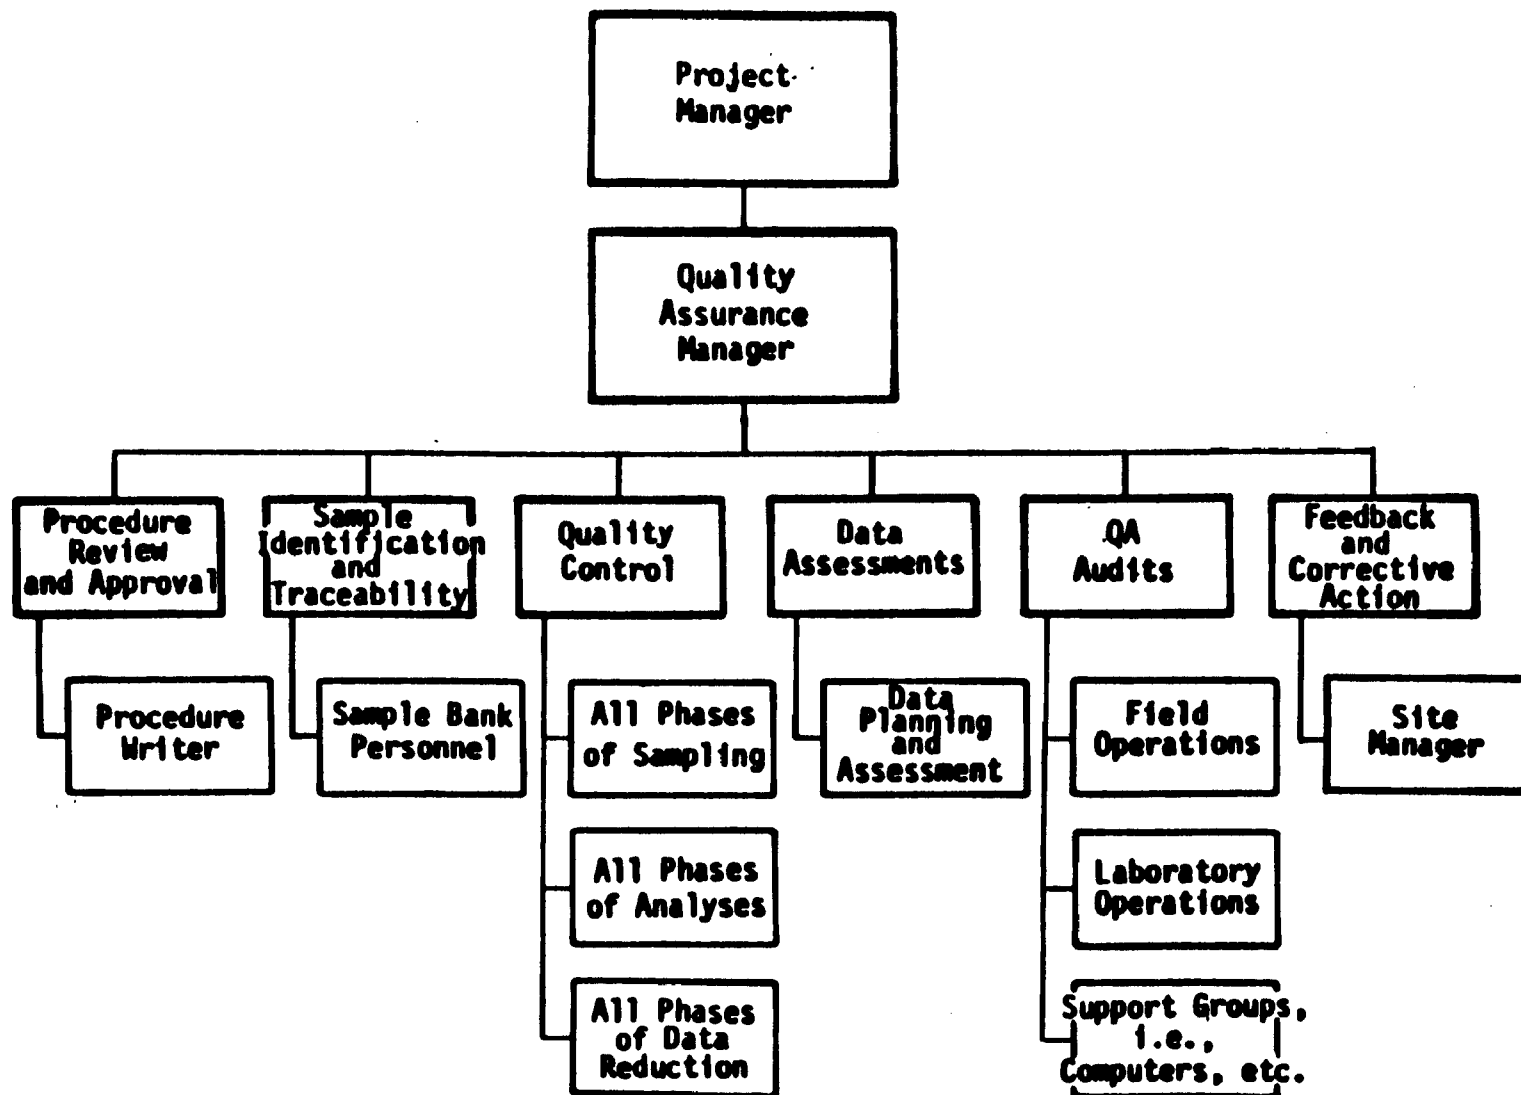 Project
Manager
Quality
Assurance
Manager
Procedure
Review
and Approval
Sample
Identification
and
Traceability
Quality
Control
Data
Assessments
QA
Audits
Feedback
and
Corrective
Action
Procedure
Writer
Sample Bank
Personnel
All Phases
of Sampling
Data
Planning
and
Assessment
Field
Operations
Site
Manager
All Phases
of Analyses
Laboratory
Operations
All Phases
of Data
Reduction
Support Groups,
i.e.,
Computers, etc.